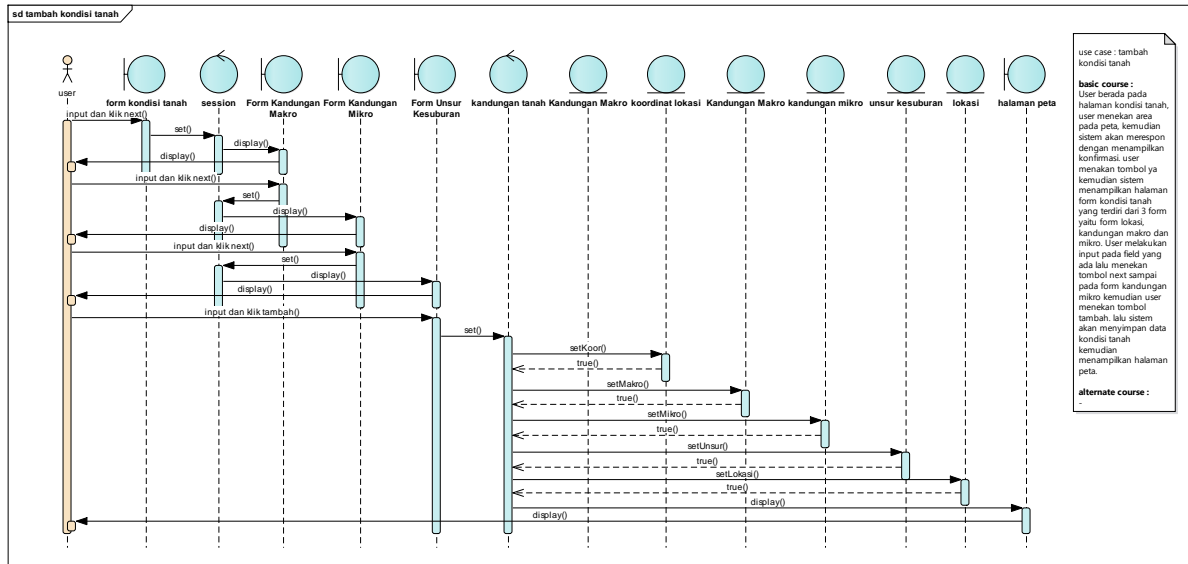 sd tambah kondisi tanah
user
form kondisi tanah
session
Form Kandungan
Makro
Form Kandungan
Mikro
Form Unsur
Kesuburan
kandungan tanah
Kandungan Makro
koordinat lokasi
Kandungan Makro
kandungan mikro
unsur kesuburan
lokasi
halaman peta
input dan klik next()
set()
display()
display()
input dan klik next()
set()
display()
display()
input dan klik next()
set()
display()
display()
input dan klik tambah()
set()
setKoor()
true()
setMakro()
true()
setMikro()
true()
setUnsur()
true()
setLokasi()
true()
display()
display()
use case : tambah
kondisi tanah
basic course :
User berada pada
halaman kondisi tanah,
user menekan area
pada peta, kemudian
sistem akan merespon
dengan menampilkan
konfirmasi. user
menakan tombol ya
kemudian sistem
menampilkan halaman
form kondisi tanah
yang terdiri dari 3 form
yaitu form lokasi,
kandungan makro dan
mikro. User melakukan
input pada field yang
ada lalu menekan
tombol next sampai
pada form kandungan
mikro kemudian user
menekan tombol
tambah. lalu sistem
akan menyimpan data
kondisi tanah
kemudian
menampilkan halaman
peta.
alternate course :
-